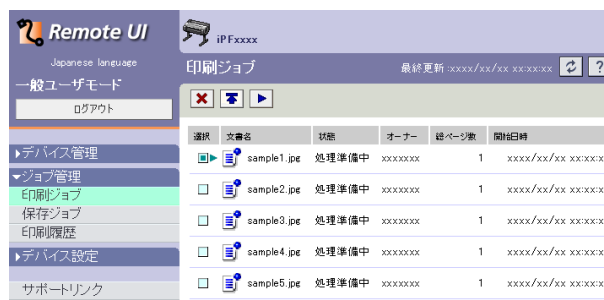 Remote UI
Japanese language
一般ユーザモード
ログアウト
▶デバイス管理
▼ジョブ管理
印刷ジョブ
保存ジョブ
印刷履歴
▶デバイス設定
サポートリンク
iPFxxxx
印刷ジョブ 最終更新 :xxxx/xx/xx xx:xx:xx ?
選択 文書名 状態 オーナー 総ページ数 開始日時
sample1.jpg 処理準備中 xxxxxxx 1 xxxx/xx/xx xx:xx:x
sample2.jpg 処理準備中 xxxxxxx 1 xxxx/xx/xx xx:xx:x
sample3.jpg 処理準備中 xxxxxxx 1 xxxx/xx/xx xx:xx:x
sample4.jpg 処理準備中 xxxxxxx 1 xxxx/xx/xx xx:xx:x
sample5.jpg 処理準備中 xxxxxxx 1 xxxx/xx/xx xx:xx:x